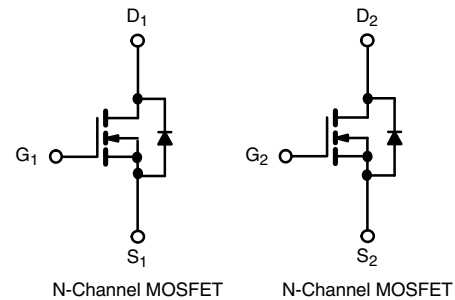 D1 D2
G1 G2
S1 S2
N-Channel MOSFET N-Channel MOSFET